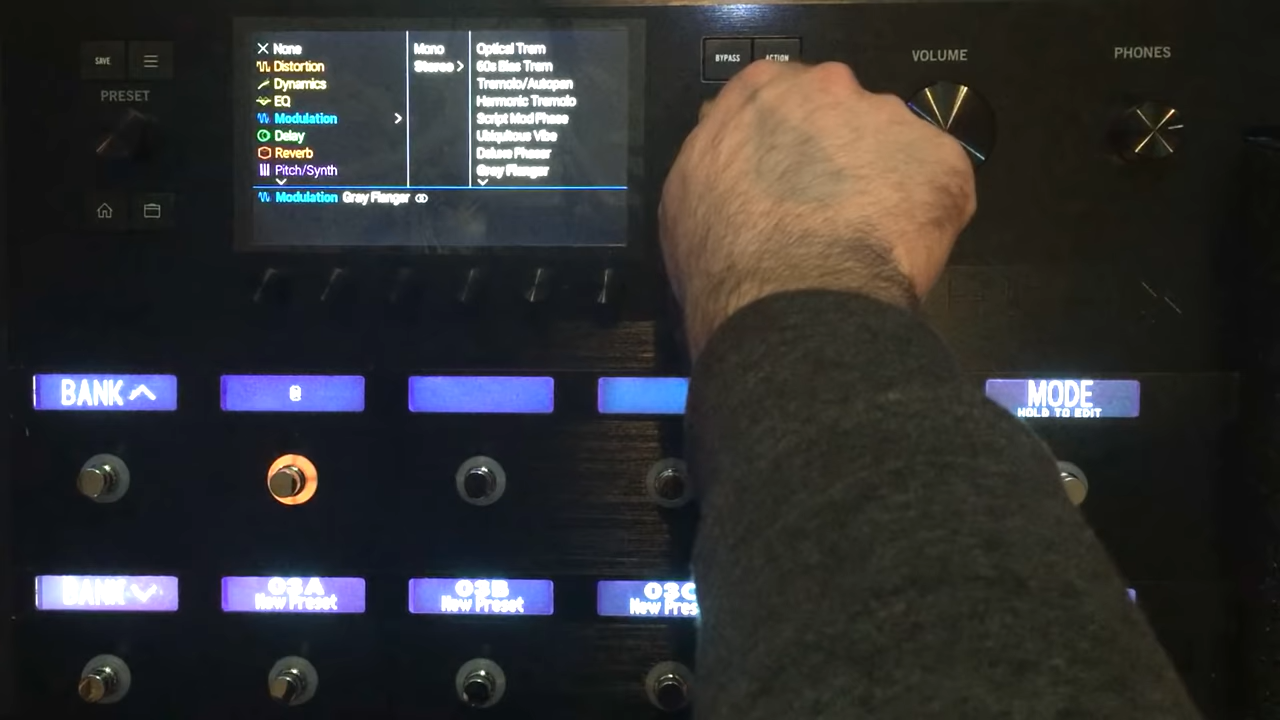 SAVE
PRESET
None
Distortion
Dynamics
EQ
Modulation
Delay
Reverb
Pitch/Synth
Mono
Stereo
Optical Trem
60s Bias Trem
Tremolo/Autopan
Harmonic Tremolo
Script Mod Phase
Ubiquitous Vibe
Deluxe Phaser
Gray Flanger
Modulation Gray Flanger
BYPASS
ACTION
VOLUME
PHONES
BANK
MODE
HOLD TO EDIT
BANK
03A
New Preset
03B
New Preset
03C
New Pres